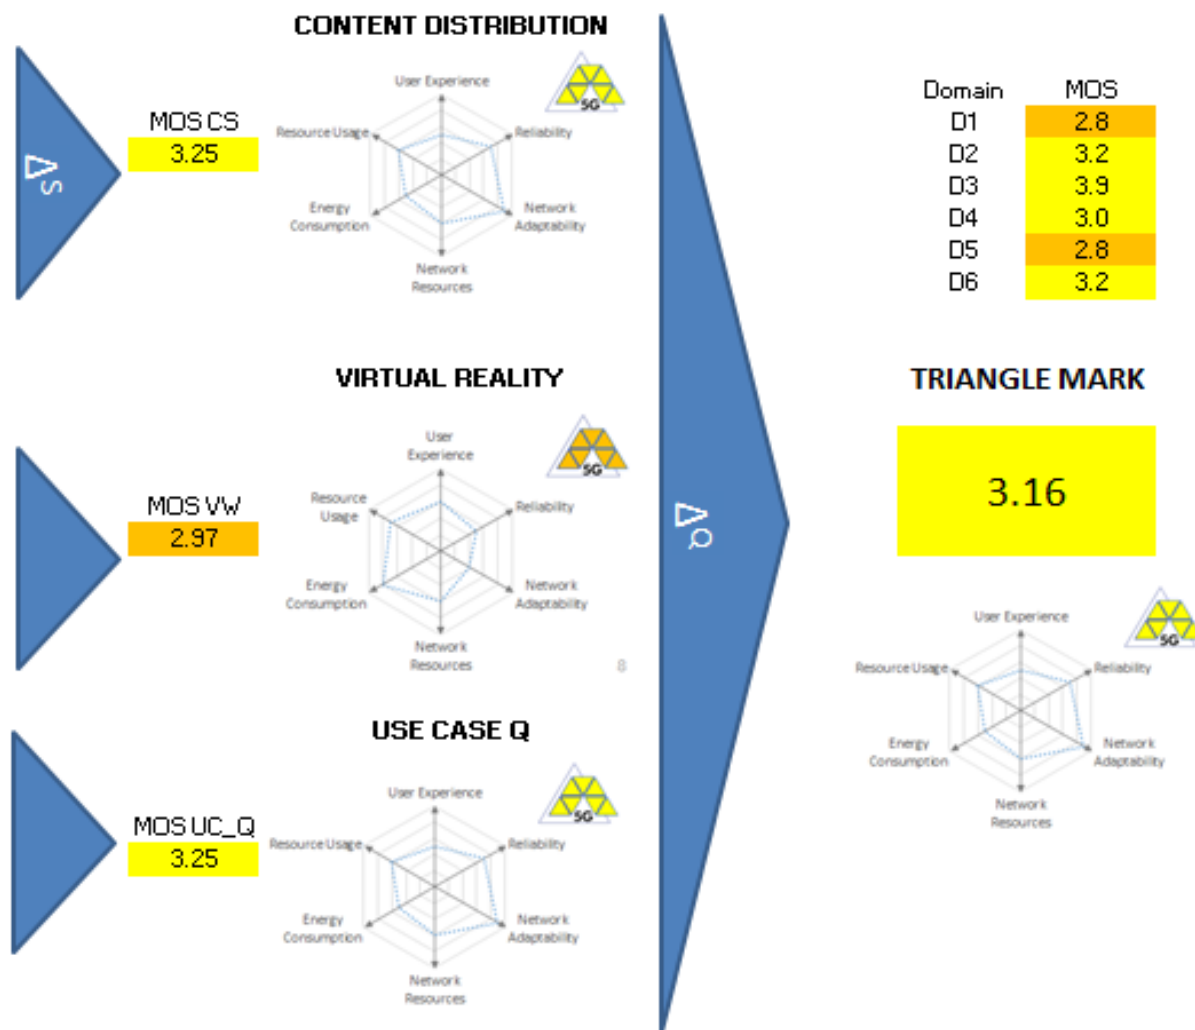 CONTENT DISTRIBUTION
MOS CS
3.25
ΔS
User Experience
Reliability
Network
Adaptability
Network
Resources
Energy
Consumption
Resource Usage
5G
VIRTUAL REALITY
MOS VW
2.97
User
Experience
Reliability
Network
Adaptability
Network
Resources
Energy
Consumption
Resource
Usage
5G
8
USE CASE Q
MOS UC_Q
3.25
User Experience
Reliability
Network
Adaptability
Network
Resources
Energy
Consumption
Resource Usage
5G
ΔQ
Domain MOS
D1 2.8
D2 3.2
D3 3.9
D4 3.0
D5 2.8
D6 3.2
TRIANGLE MARK
3.16
User Experience
Reliability
Network
Adaptability
Network
Resources
Energy
Consumption
Resource Usage
5G